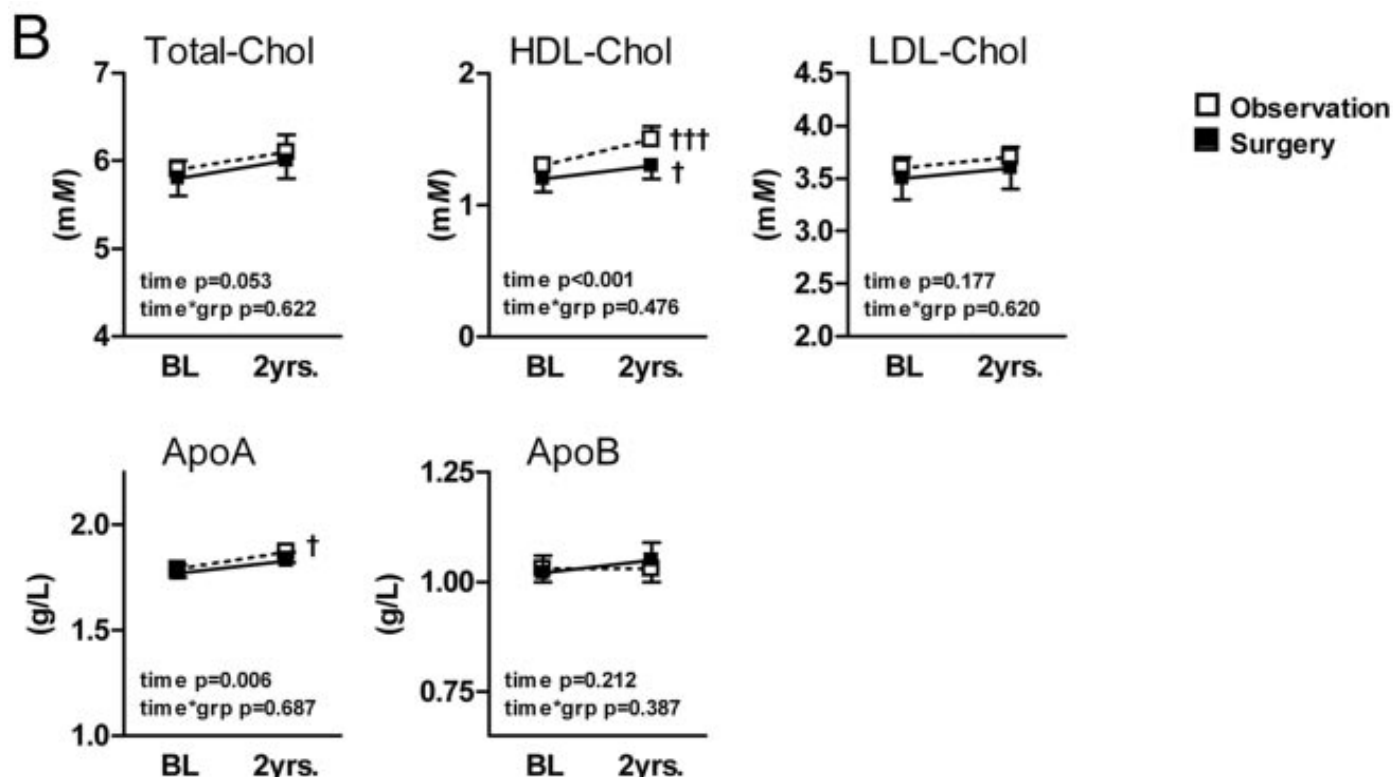 B
Total-Chol
7
6
5
4
(mM)
time p=0.053
time*grp p=0.622
BL 2yrs.
HDL-Chol
2
1
0
(mM)
†††
†
time p<0.001
time*grp p=0.476
BL 2yrs.
LDL-Chol
4.5
4.0
3.5
3.0
2.5
2.0
(mM)
time p=0.177
time*grp p=0.620
BL 2yrs.
Observation
Surgery
ApoA
2.0
1.5
1.0
(g/L)
†
time p=0.006
time*grp p=0.687
BL 2yrs.
ApoB
1.25
1.00
0.75
(g/L)
time p=0.212
time*grp p=0.387
BL 2yrs.